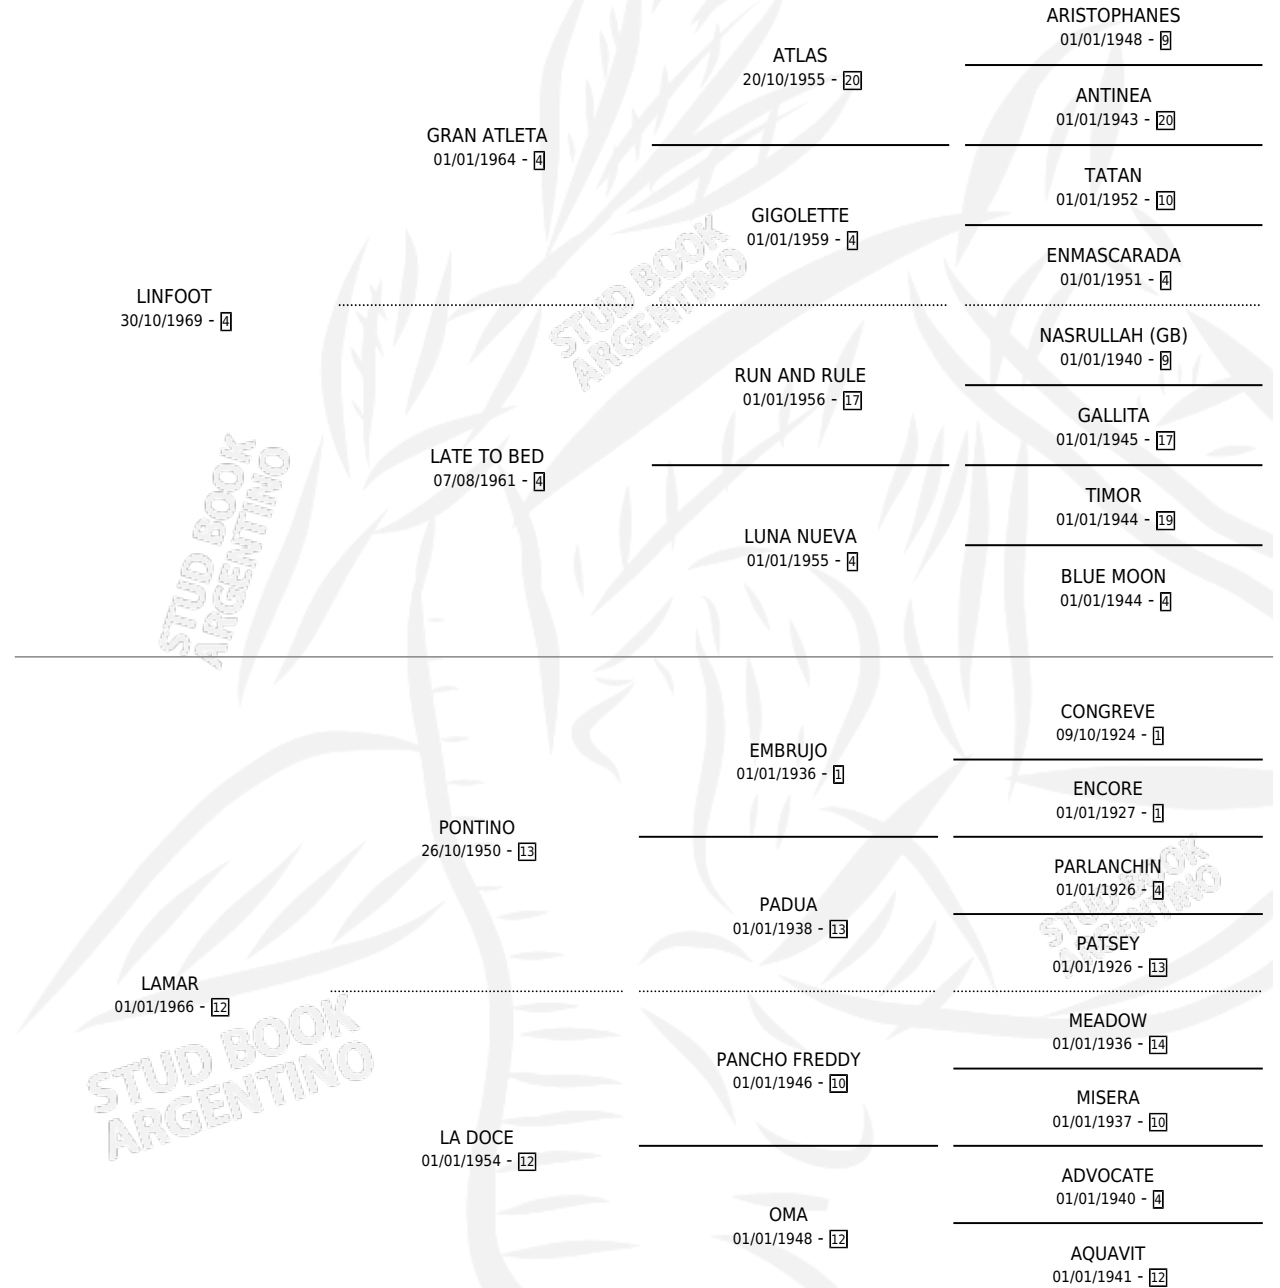 ARISTOPHANES
01/01/1948 - 9
ATLAS
20/10/1955 - 20
ANTINEA
01/01/1943 - 20
GRAN ATLETA
01/01/1964 - 4
TATAN
01/01/1952 - 10
GIGOLETTE
01/01/1959 - 4
ENMASCARADA
01/01/1951 - 4
LINFOOT
30/10/1969 - 4
STUD BOOK
ARGENTINO
NASRULLAH (GB)
01/01/1940 - 9
RUN AND RULE
01/01/1956 - 17
GALLITA
01/01/1945 - 17
LATE TO BED
07/08/1961 - 4
TIMOR
01/01/1944 - 19
LUNA NUEVA
01/01/1955 - 4
BLUE MOON
01/01/1944 - 4
STUD BOOK
ARGENTINO
CONGREVE
09/10/1924 - 1
EMBRUJO
01/01/1936 - 1
ENCORE
01/01/1927 - 1
PONTINO
26/10/1950 - 13
PARLANCHIN
01/01/1926 - 4
PADUA
01/01/1938 - 13
PATSEY
01/01/1926 - 13
STUD BOOK
ARGENTINO
LAMAR
01/01/1966 - 12
MEADOW
01/01/1936 - 14
PANCHO FREDDY
01/01/1946 - 10
MISERA
01/01/1937 - 10
STUD BOOK
ARGENTINO
LA DOCE
01/01/1954 - 12
ADVOCATE
01/01/1940 - 4
OMA
01/01/1948 - 12
AQUAVIT
01/01/1941 - 12